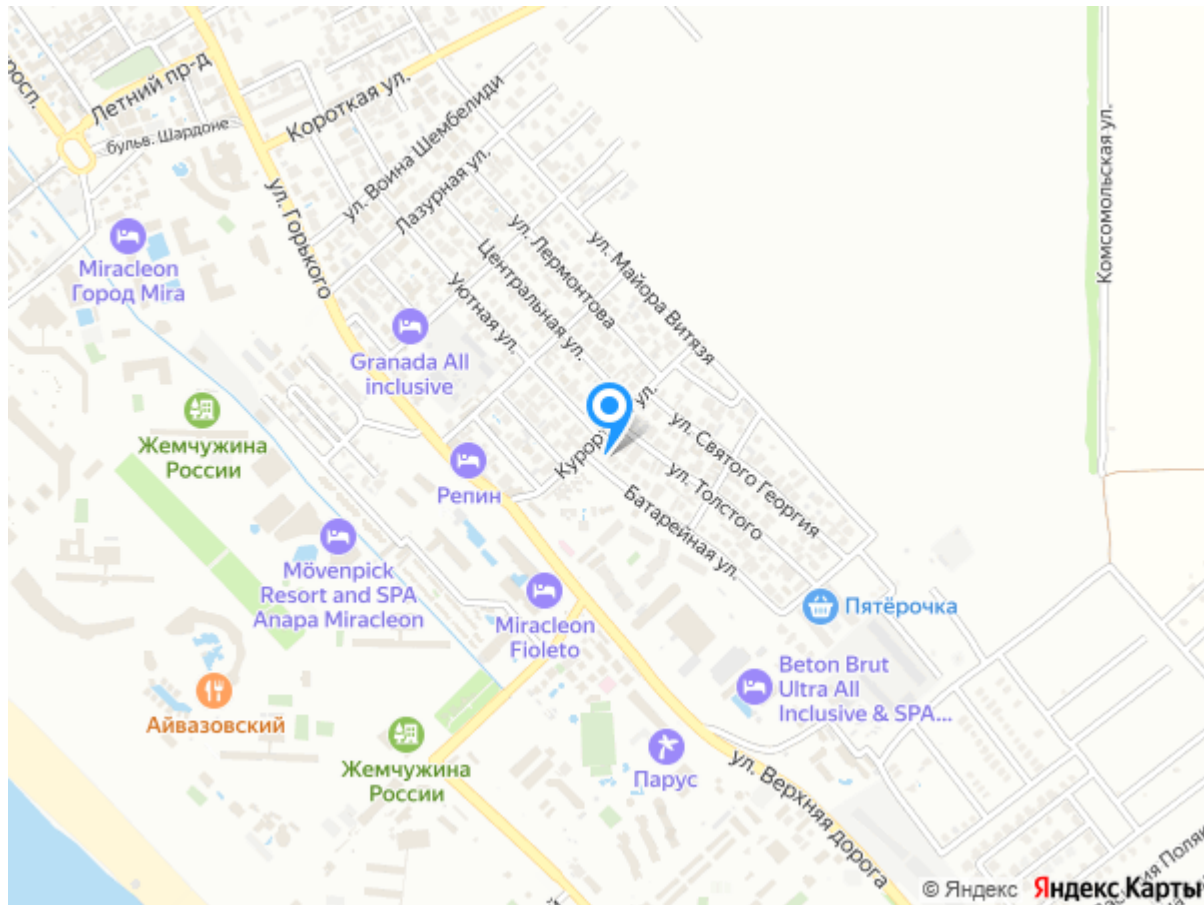 росп.
Летний пр-д
бульв. Шардоне
Короткая ул.
ул. Воина Шембелиди
Лазурная ул.
ул. Горького
Комсомольская ул.
Miracleon
Город Mira
ул. Лермонтова
ул. Майора Витязя
Центральная ул.
Уютная ул.
Granada All
inclusive
Жемчужина
России
ул.
ул. Святого Георгия
Репин
ул. Толстого
Батарейная ул.
Mövenpick
Resort and SPA
Anapa Miracleon
Miracleon
Fioleto
Пятёрочка
Beton Brut
Ultra All
Inclusive & SPA...
Айвазовский
Жемчужина
России
Парус
ул. Верхняя дорога
© Яндекс Яндекс Карты